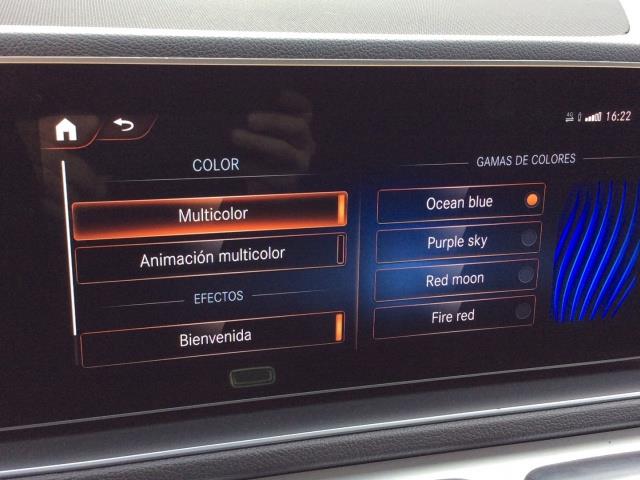 4G 16:22
COLOR
Multicolor
Animación multicolor
EFECTOS
Bienvenida
GAMAS DE COLORES
Ocean blue
Purple sky
Red moon
Fire red